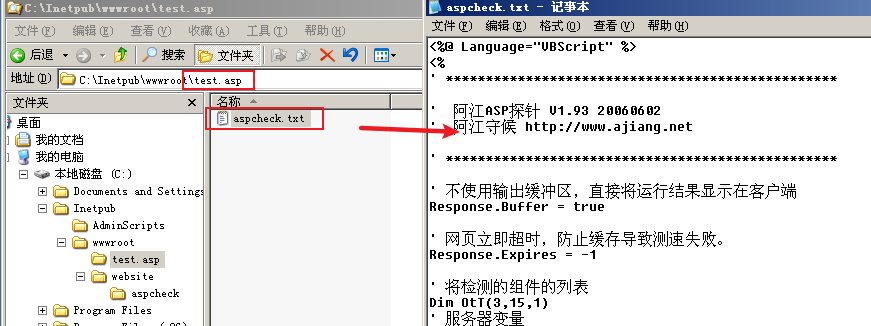 C:\Inetpub\wwwroot\test.asp
文件(F) 编辑(E) 查看(V) 收藏(A) 工具(T) 帮助(H)
后退 搜索 文件夹
地址(D) C:\Inetpub\wwwroot\test.asp
文件夹
桌面
我的文档
我的电脑
本地磁盘 (C:)
Documents and Settings
Inetpub
AdminScripts
wwwroot
test.asp
website
aspcheck
Program Files
名称
aspcheck.txt
aspcheck.txt - 记事本
文件(F) 编辑(E) 格式(O) 查看(V) 帮助(H)
<%@ Language="VBScript" %>
<%
' *************************************************
' 阿江ASP探针 V1.93 20060602
' 阿江守候 http://www.ajiang.net
' *************************************************
' 不使用输出缓冲区，直接将运行结果显示在客户端
Response.Buffer = true
' 网页立即超时，防止缓存导致测速失败。
Response.Expires = -1
' 将检测的组件的列表
Dim OtT(3,15,1)
' 服务器变量